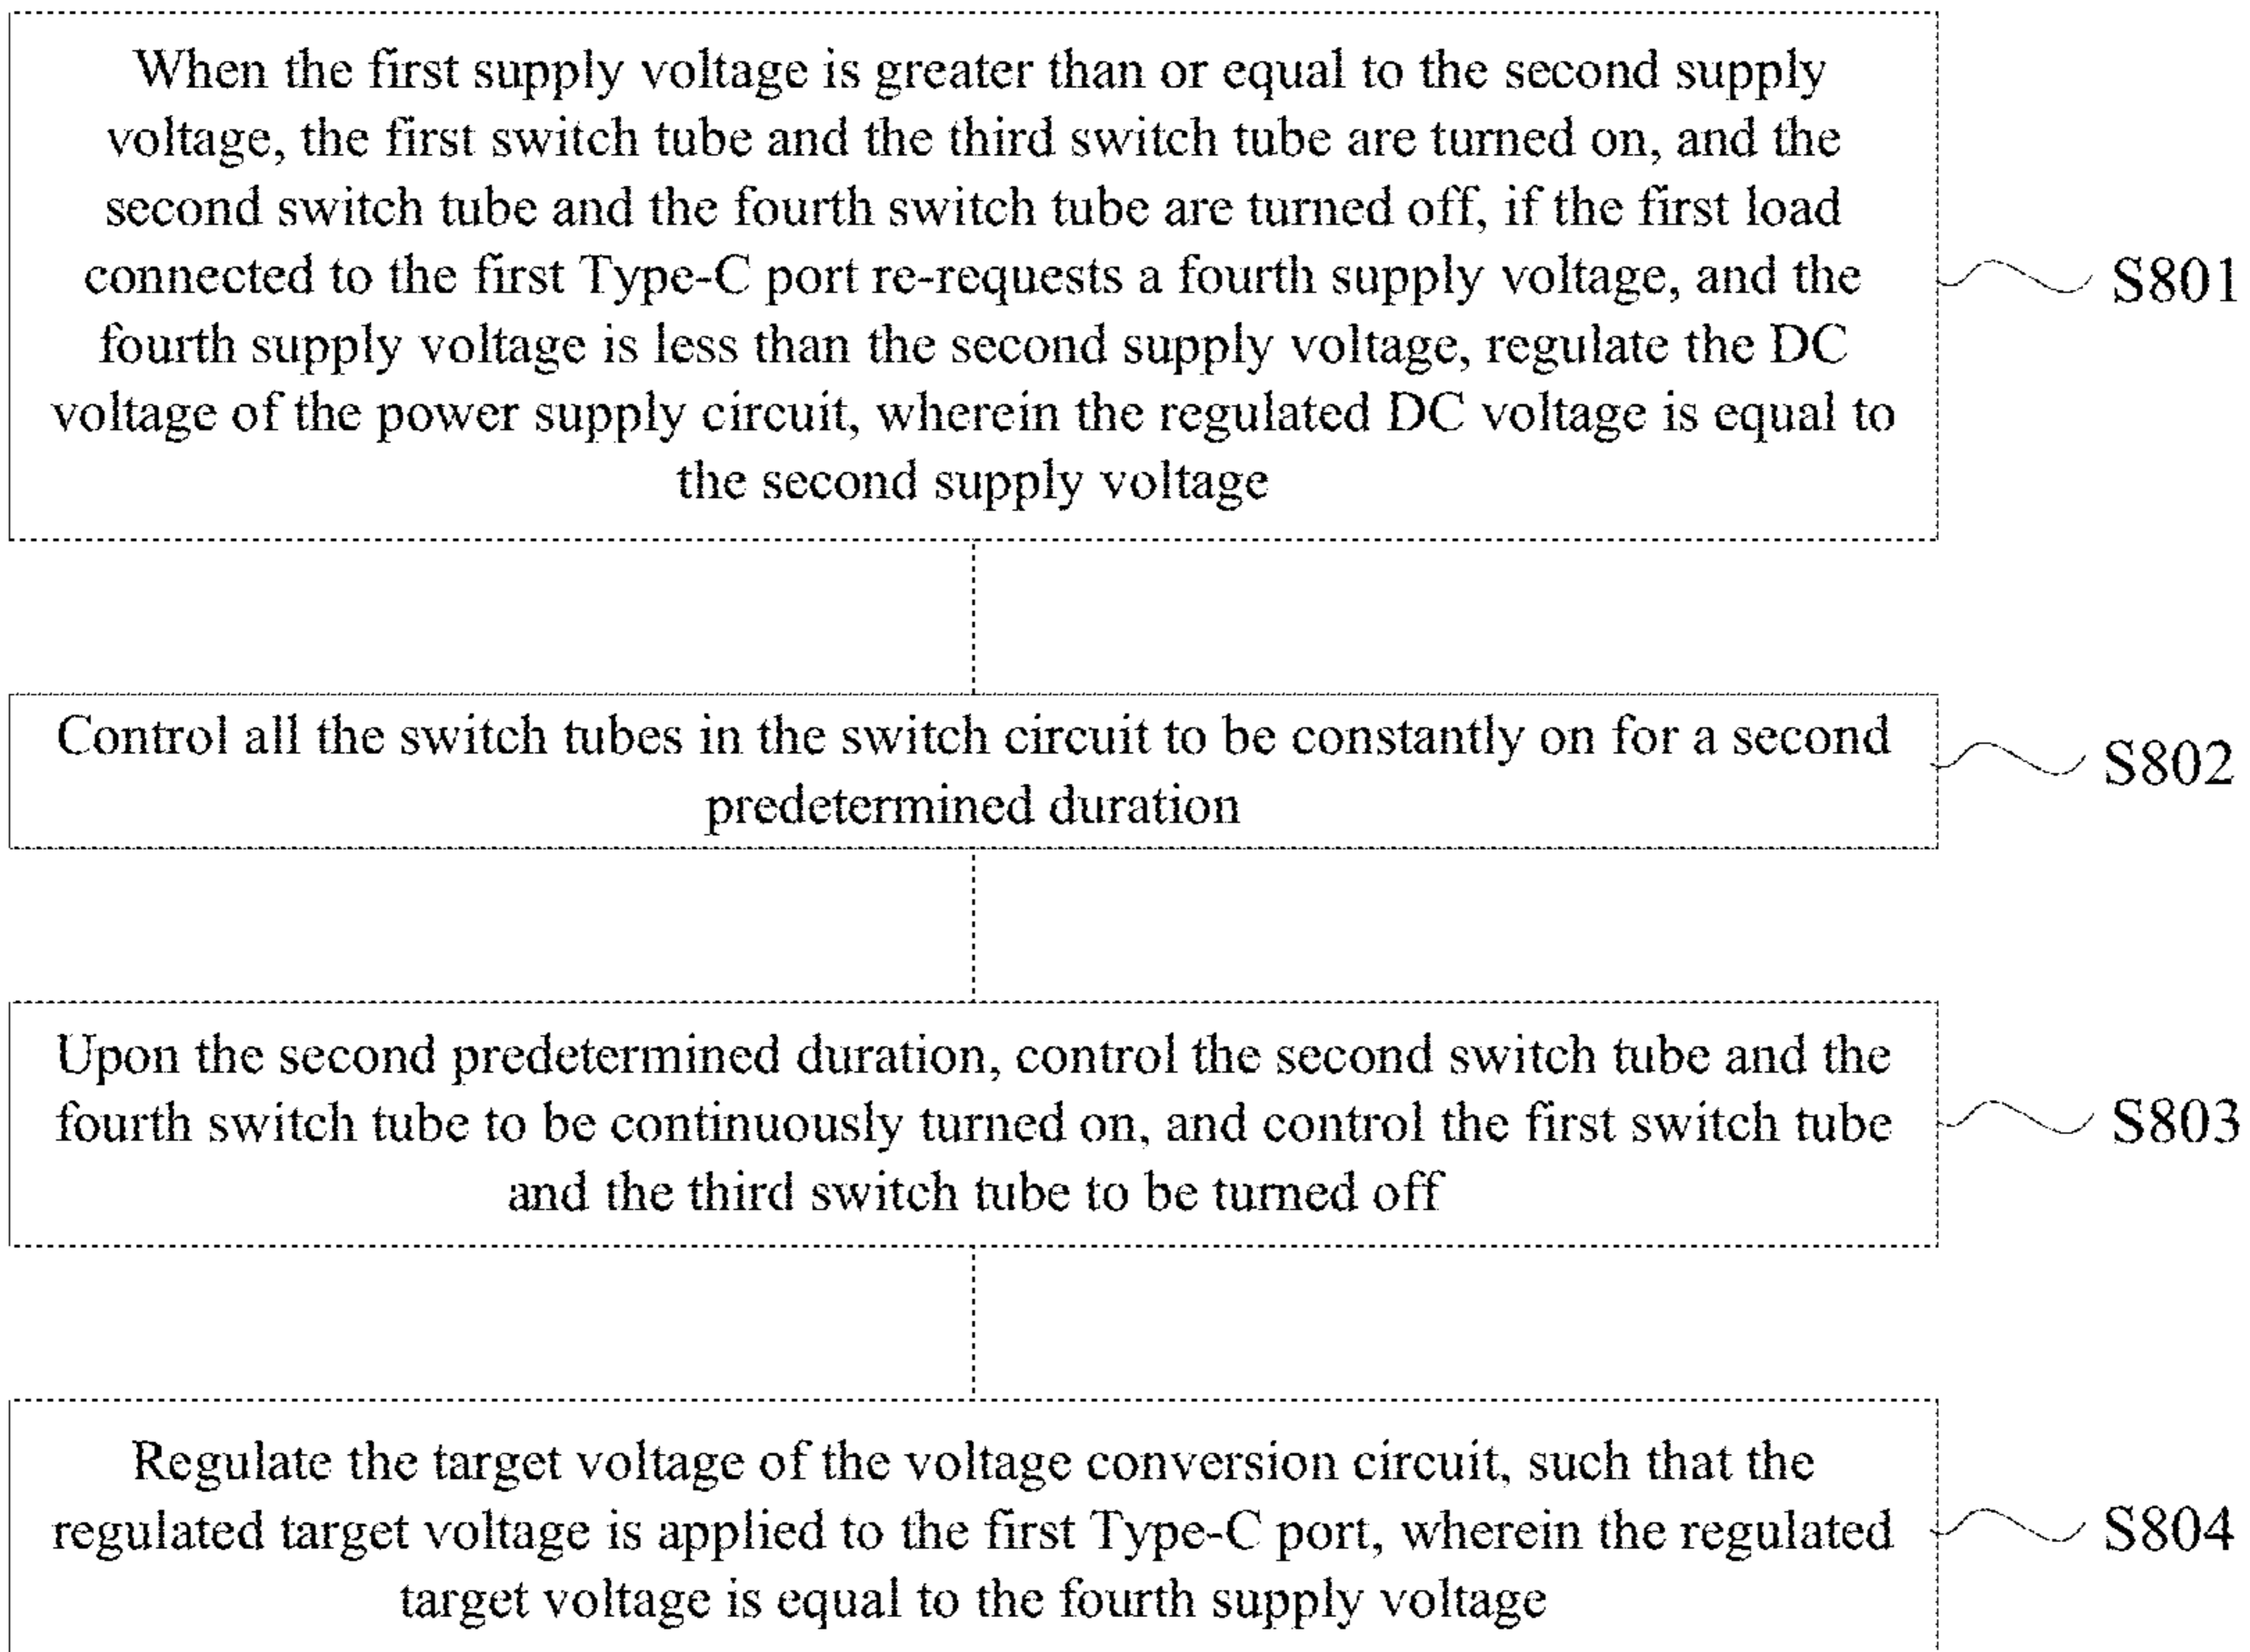 When the first supply voltage is greater than or equal to the second supply
voltage, the first switch tube and the third switch tube are turned on, and the
second switch tube and the fourth switch tube are turned off, if the first load
connected to the first Type-C port re-requests a fourth supply voltage, and the
fourth supply voltage is less than the second supply voltage, regulate the DC
voltage of the power supply circuit, wherein the regulated DC voltage is equal to
the second supply voltage
S801
Control all the switch tubes in the switch circuit to be constantly on for a second
predetermined duration
S802
Upon the second predetermined duration, control the second switch tube and the
fourth switch tube to be continuously turned on, and control the first switch tube
and the third switch tube to be turned off
S803
Regulate the target voltage of the voltage conversion circuit, such that the
regulated target voltage is applied to the first Type-C port, wherein the regulated
target voltage is equal to the fourth supply voltage
S804